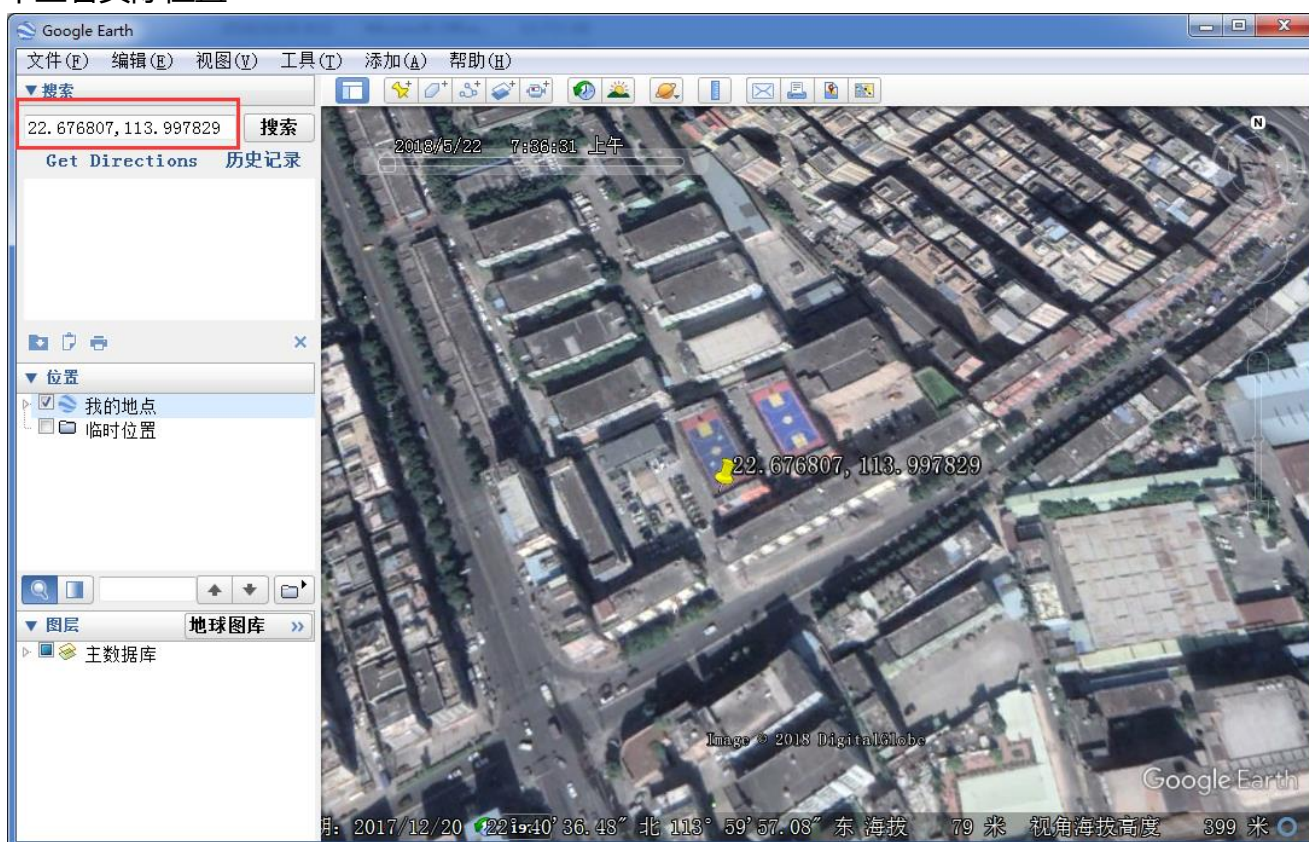 Google Earth
文件(F) 编辑(E) 视图(V) 工具(T) 添加(A) 帮助(H)
▼搜索
22.676807,113.997829 搜索
Get Directions 历史记录
2018/5/22 7:36:31 上午
N
▼ 位置
我的地点
临时位置
22.676807, 113.997829
▼ 图层 地球图库 »
主数据库
Image © 2018 DigitalGlobe
Google Earth
2017/12/20 22°40'36.48″ 北 113°59'57.08″ 东 海拔 79 米 视角海拔高度 399 米